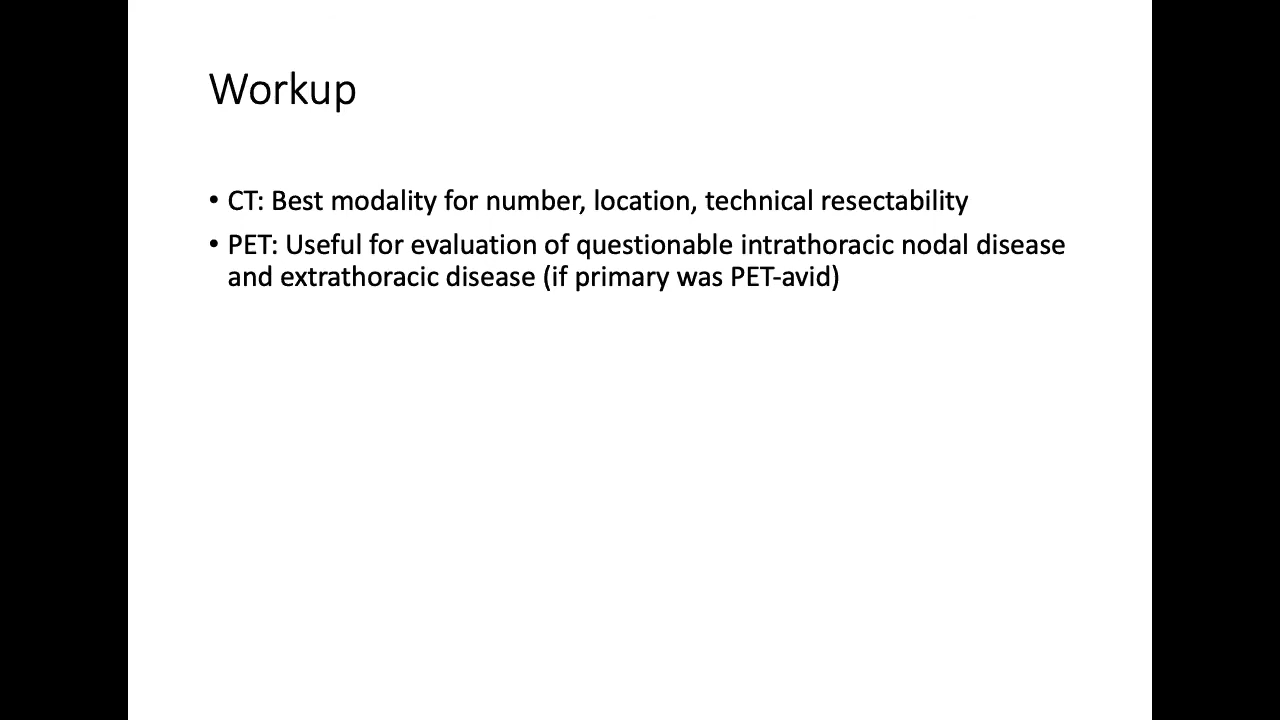 Workup
• CT: Best modality for number, location, technical resectability
• PET: Useful for evaluation of questionable intrathoracic nodal disease
and extrathoracic disease (if primary was PET-avid)